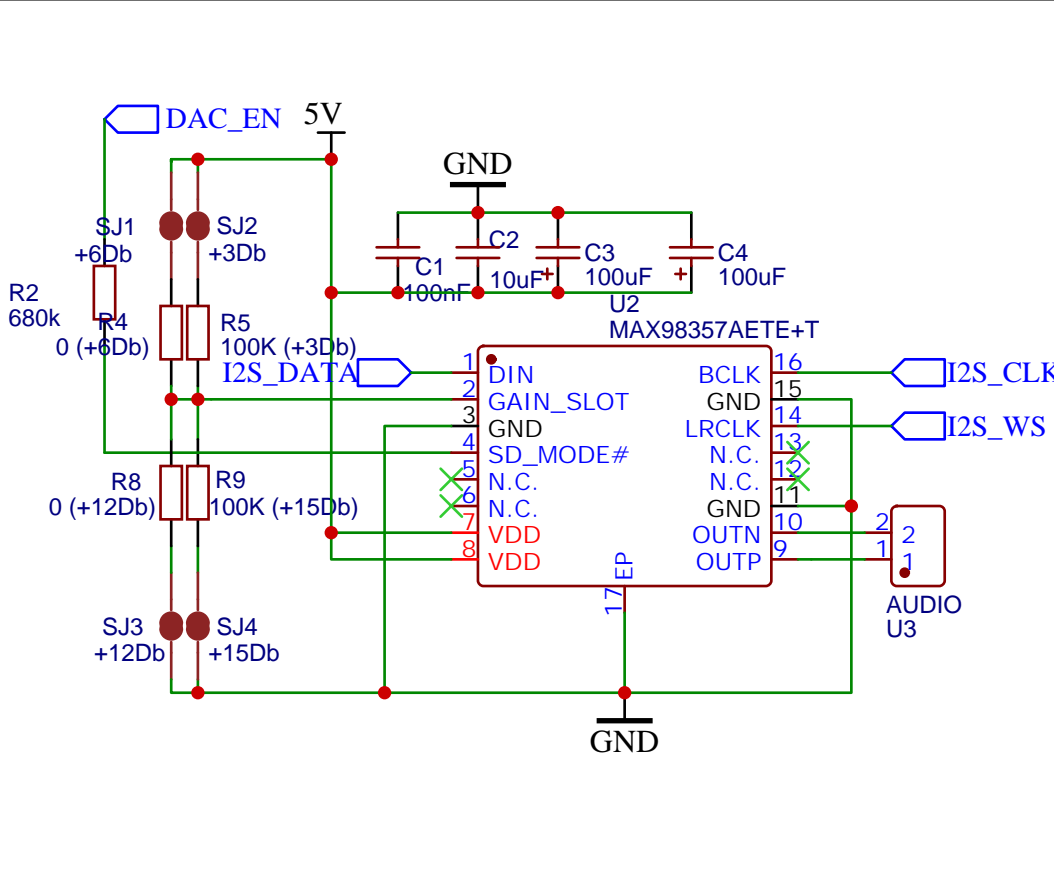 DAC_EN
5V
GND
SJ1
+6Db
SJ2
+3Db
C1
100nF
C2
10uF
C3
100uF
C4
100uF
R2
680k
R4
0 (+6Db)
R5
100K (+3Db)
U2
MAX98357AETE+T
I2S_DATA
1
DIN
2
GAIN_SLOT
3
GND
4
SD_MODE#
5
N.C.
6
N.C.
7
VDD
8
VDD
16
BCLK
15
GND
14
LRCLK
13
N.C.
12
N.C.
11
GND
10
OUTN
9
OUTP
EP
17
I2S_CLK
I2S_WS
R8
0 (+12Db)
R9
100K (+15Db)
2
2
1
1
AUDIO
U3
SJ3
+12Db
SJ4
+15Db
GND